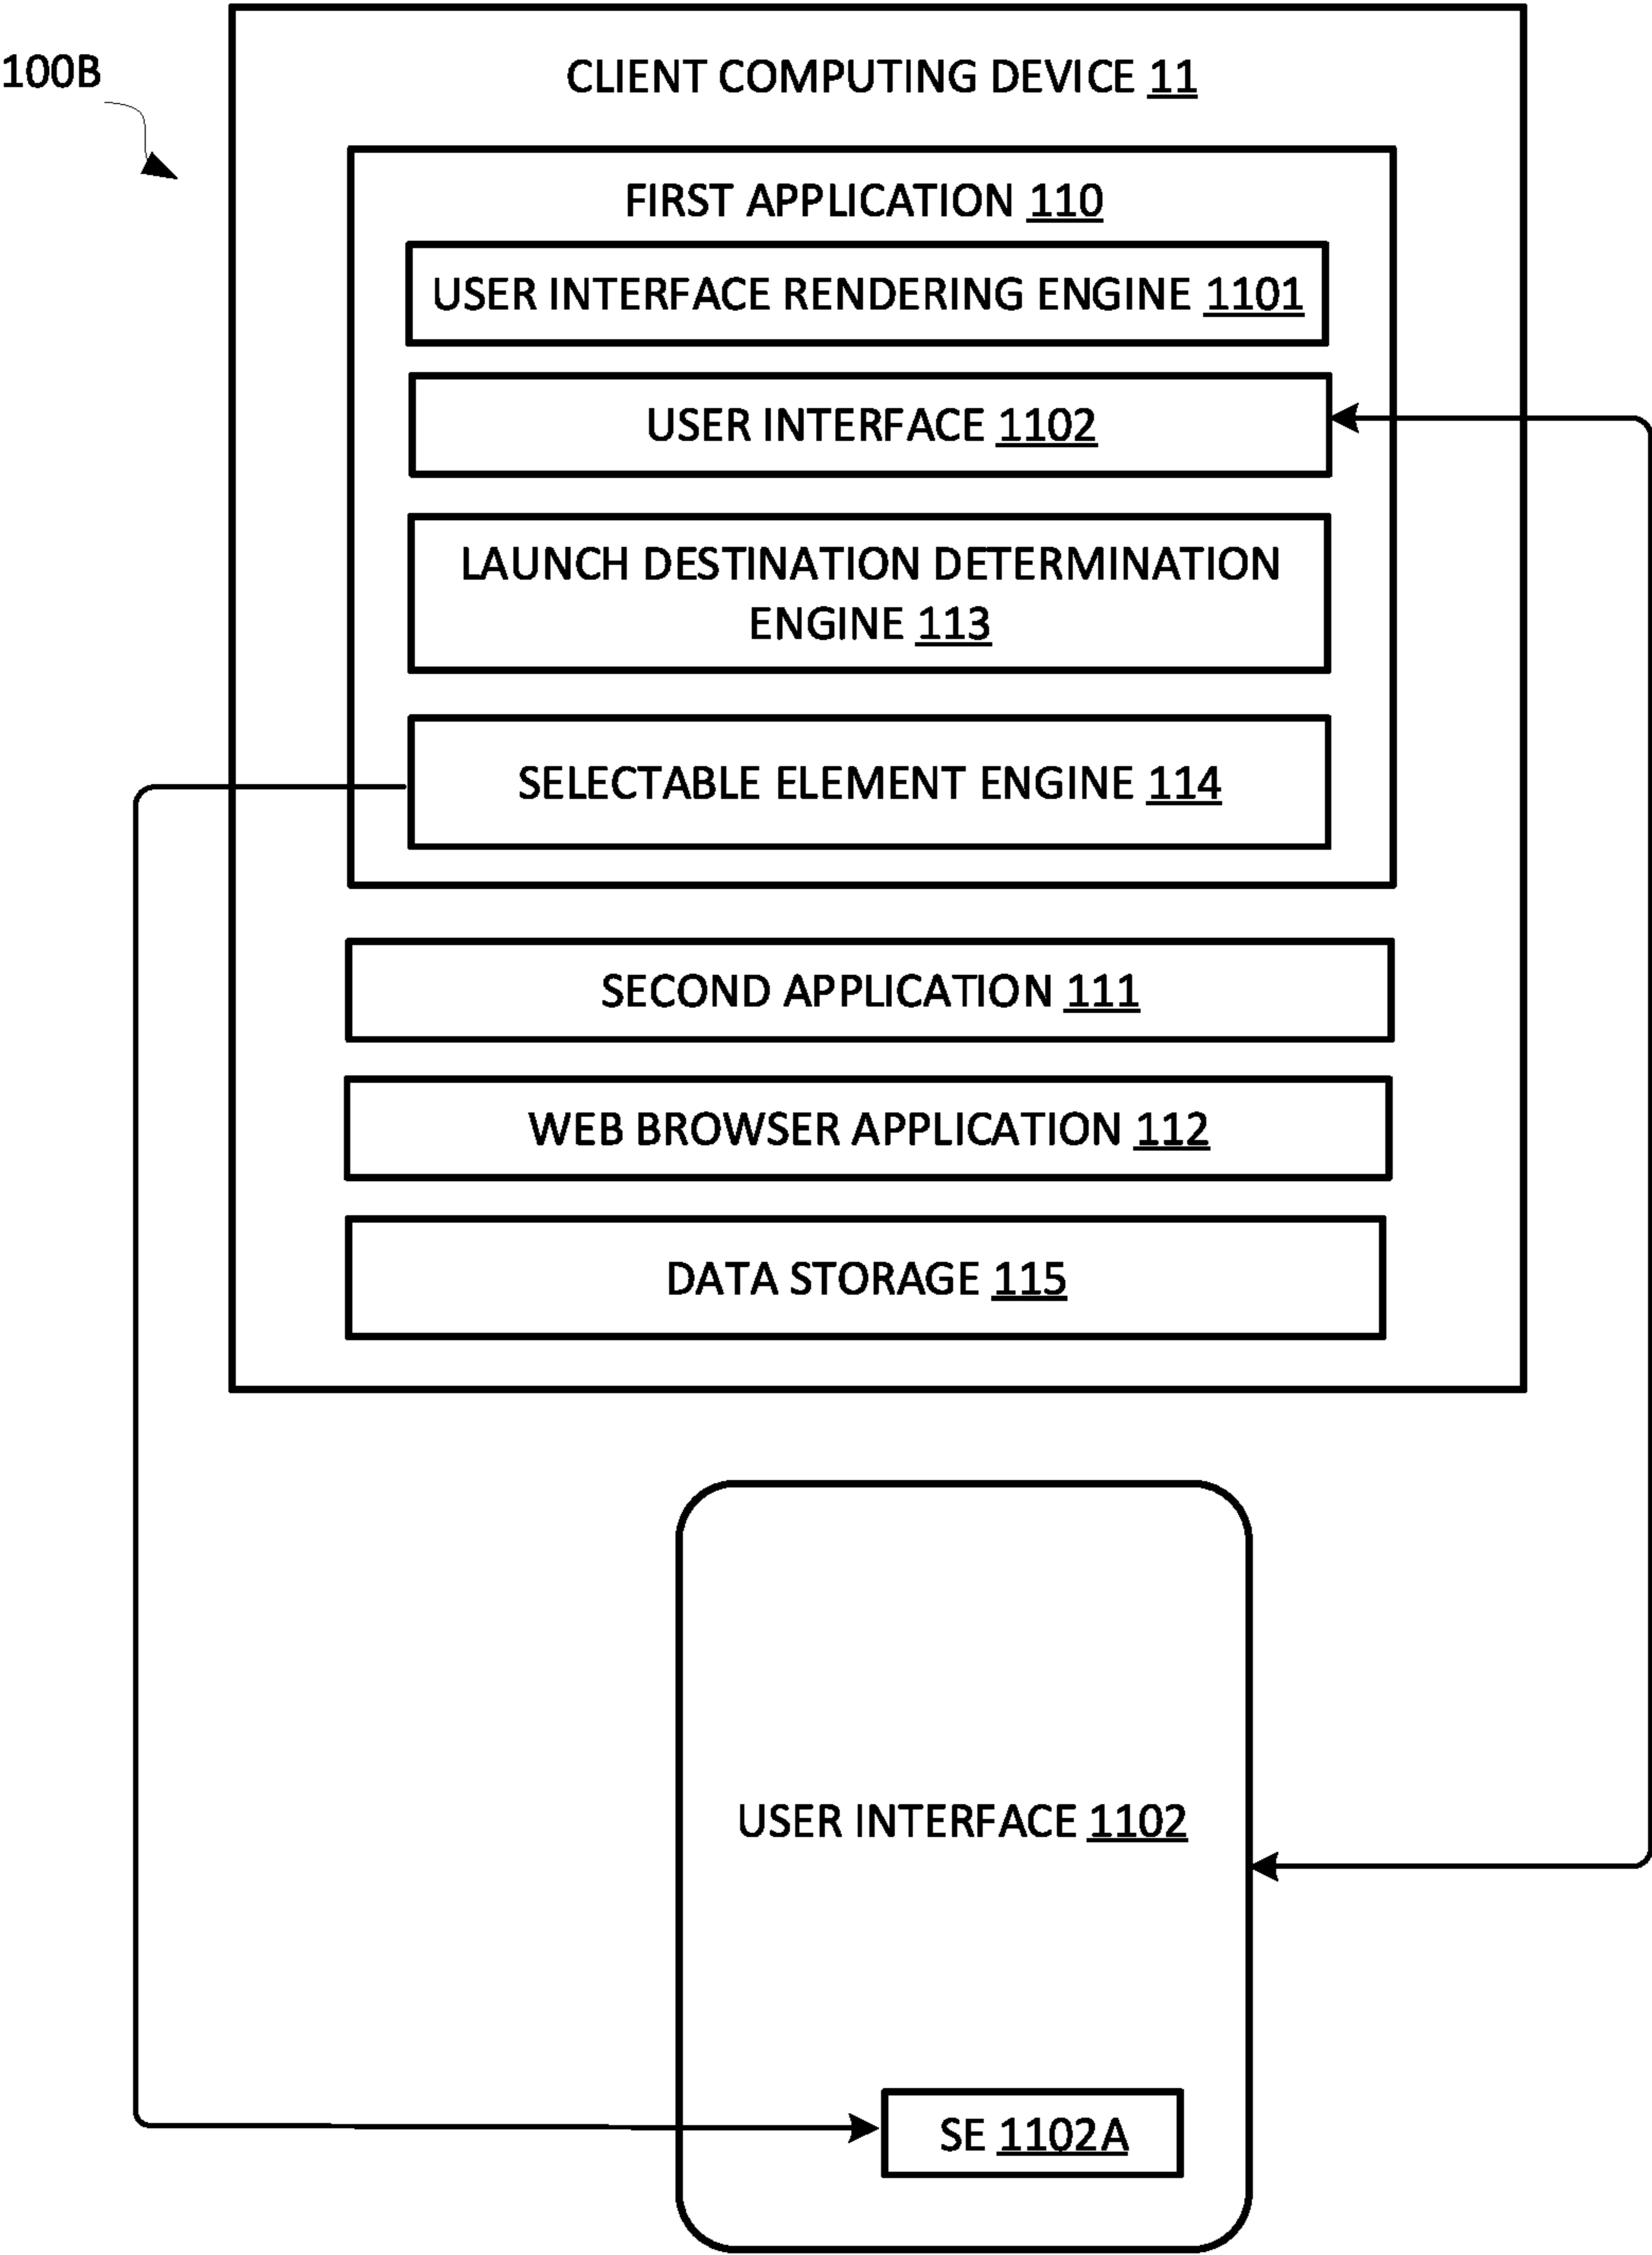 100B
CLIENT COMPUTING DEVICE 11
FIRST APPLICATION 110
USER INTERFACE RENDERING ENGINE 1101
USER INTERFACE 1102
LAUNCH DESTINATION DETERMINATION
ENGINE 113
SELECTABLE ELEMENT ENGINE 114
SECOND APPLICATION 111
WEB BROWSER APPLICATION 112
DATA STORAGE 115
USER INTERFACE 1102
SE 1102A